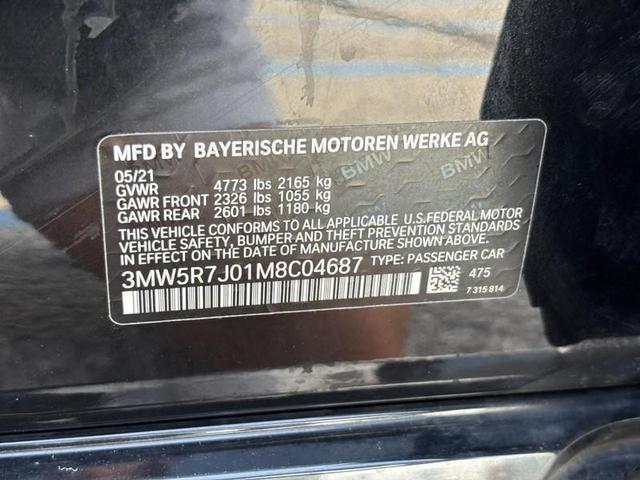 MFD BY BAYERISCHE MOTOREN WERKE AG
05/21
GVWR 4773 lbs 2165 kg
GAWR FRONT 2326 lbs 1055 kg
GAWR REAR 2601 lbs 1180 kg
THIS VEHICLE CONFORMS TO ALL APPLICABLE U.S.FEDERAL MOTOR
VEHICLE SAFETY, BUMPER AND THEFT PREVENTION STANDARDS
IN EFFECT ON THE DATE OF MANUFACTURE SHOWN ABOVE.
3MW5R7J01M8C04687 TYPE: PASSENGER CAR
475
7 315 814
BMW
BMW
BMW